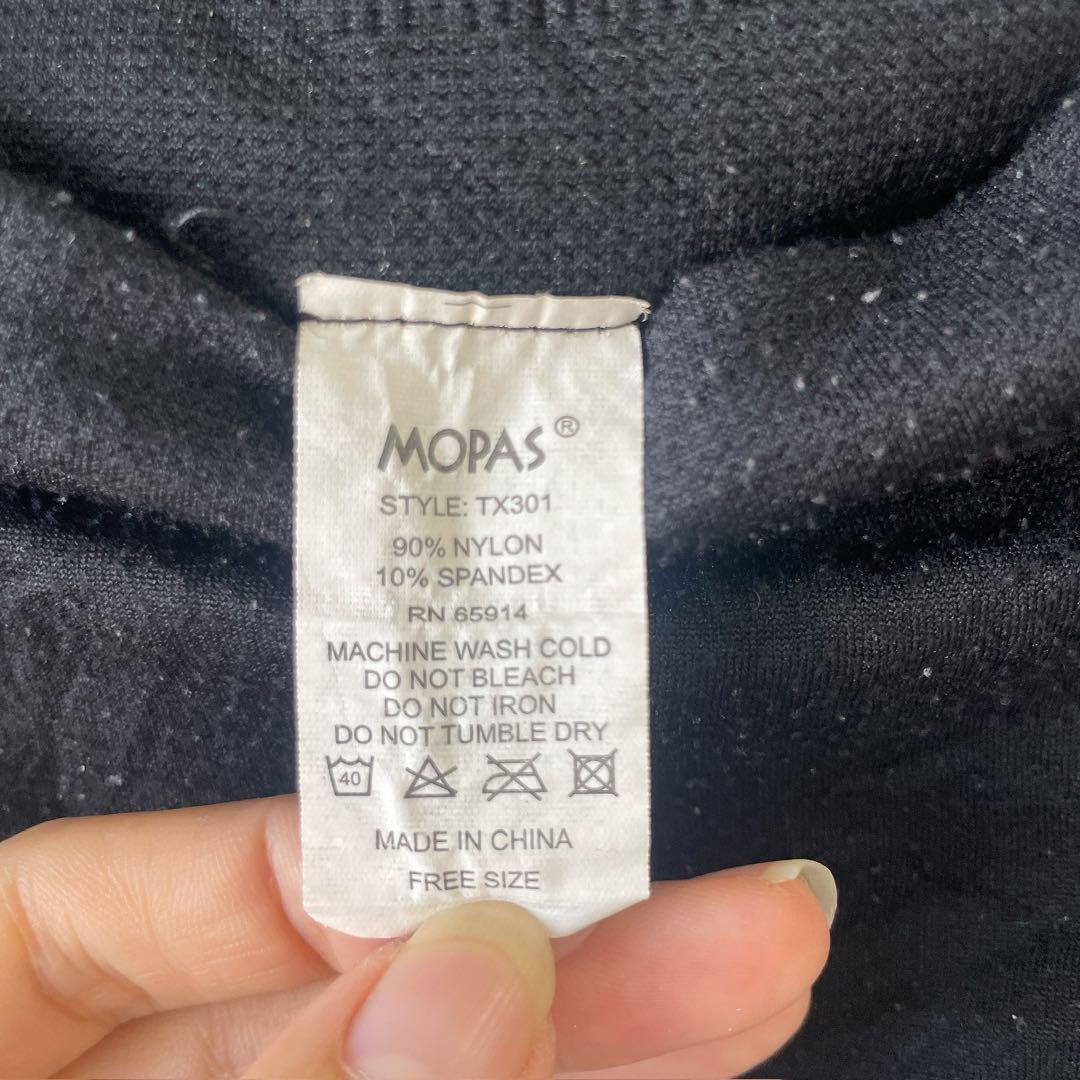 MOPAS®
STYLE: TX301
90% NYLON
10% SPANDEX
RN 65914
MACHINE WASH COLD
DO NOT BLEACH
DO NOT IRON
DO NOT TUMBLE DRY
40
MADE IN CHINA
FREE SIZE